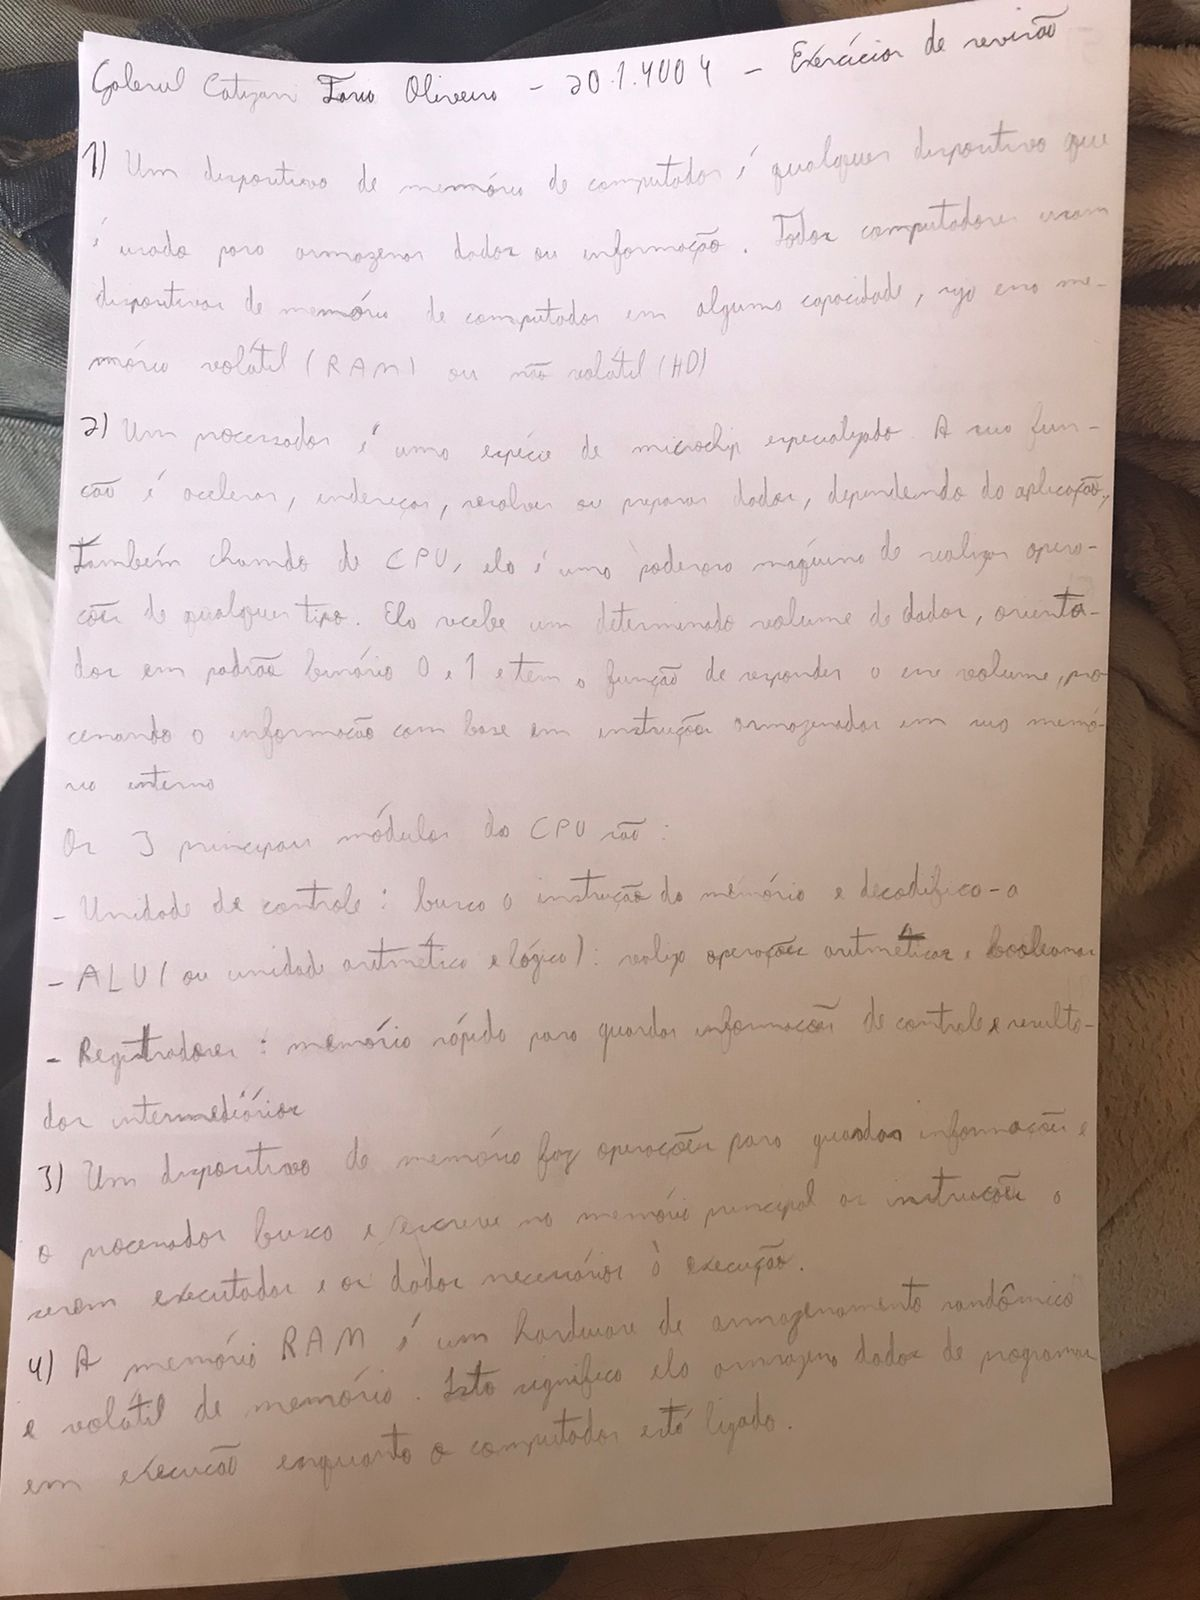 Gabriel Catizani Faria Oliveira - 20.1.4004 - Exercícios de revisão
1) Um dispositivo de memória de computador é qualquer dispositivo que
é usado para armazenar dados ou informação. Todos computadores usam
dispositivos de memória de computador em alguma capacidade, seja ena me-
mória volátil (RAM) ou não volátil (HD)
2) Um processador é uma espécie de microchip especializado. A sua fun-
ção é acelerar, endereçar, resolver ou preparar dados, dependendo da aplicação,
Também chamda de CPU, ela é uma poderosa maquína de realizar opera-
ções de qualquer tipo. Ela recebe um determinado volume de dados, orienta-
dos em padrão binário 0 e 1 e tem a função de responder a esse volume, pro
cessando a informação com base em instruções armazenadas em sua memó-
ria interna
Os 3 principais módulos da CPU são:
- Unidade de controle: busca a instrução da memória e decodifica-a
- ALU (ou unidade aritmética e lógica): realiza operações aritméticas e booleanas
- Registradores: memória rápida para guardar informações de controle e resulta-
dos intermediários
3) Um dispositivo de memória faz operações para guardar informações e
o processador busca e escreve na memória principal as instruções a
serem executadas e os dados necessários à execução.
4) A memória RAM é um hardware de armazenamento randômico
e volátil de memória. Isto significa ela armazena dados de programas
em execução enquanto o computador está ligado.